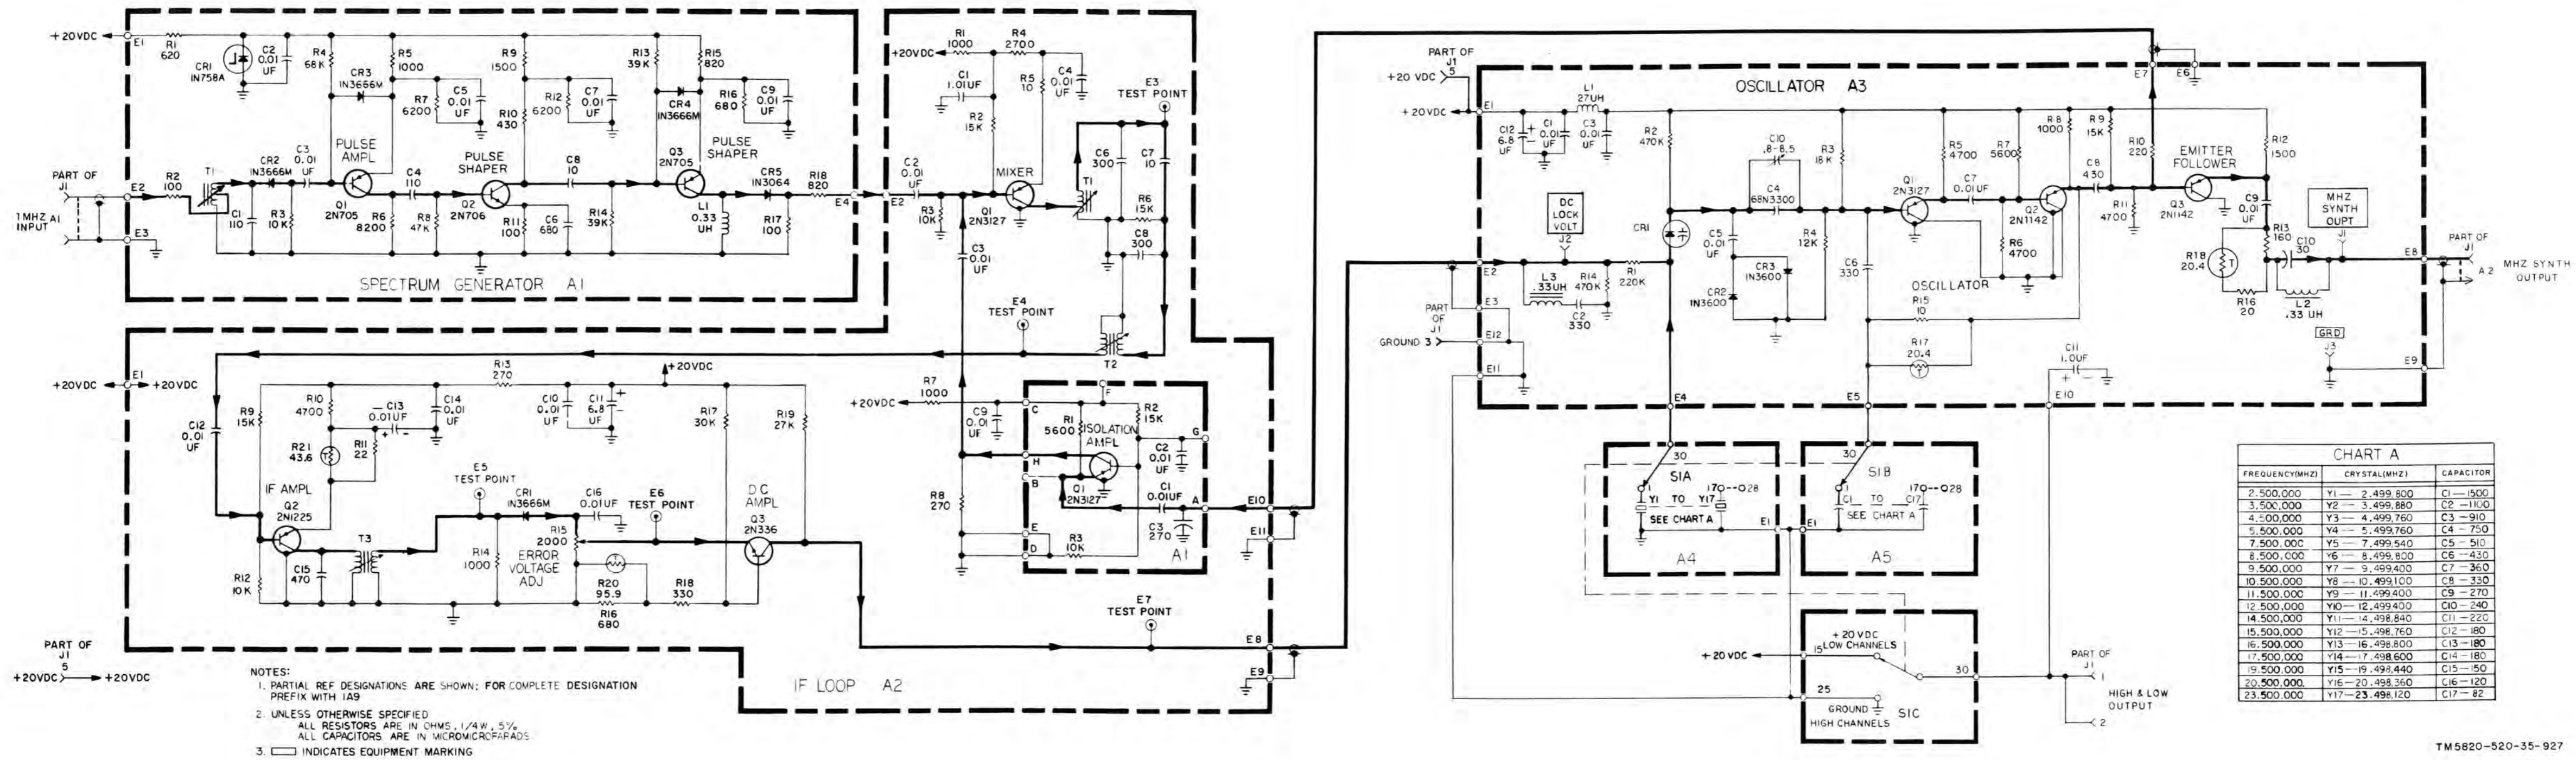 +20VDC
E1
R1
620
CR1
IN758A
C2
0.01
UF
R4
68K
CR3
IN3666M
R5
1000
R7
6200
C5
0.01
UF
R9
1500
R10
430
R12
6200
C7
0.01
UF
R13
39K
CR4
IN3666M
R15
820
R16
680
C9
0.01
UF
PART OF
J1
1 MHZ A1
INPUT
E2
E3
R2
100
T1
CR2
IN3666M
C1
110
R3
10K
C3
0.01
UF
PULSE
AMPL
Q1
2N705
R6
8200
C4
110
R8
47K
PULSE
SHAPER
Q2
2N706
R11
100
C6
680
C8
10
R14
39K
Q3
2N705
PULSE
SHAPER
L1
0.33
UH
CR5
IN3064
R17
100
R18
820
E4
SPECTRUM GENERATOR A1
+20VDC
R1
1000
R4
2700
C1
1.0UF
R2
15K
R5
10
C4
0.01
UF
E3
TEST POINT
E2
C2
0.01
UF
R3
10K
MIXER
Q1
2N3127
C3
0.01
UF
T1
C6
300
C7
10
R6
15K
C8
300
E4
TEST POINT
T2
+20VDC
E1
+20VDC
C12
0.01
UF
R9
15K
R10
4700
R21
43.6
T
R11
22
C13
0.01UF
C14
0.01
UF
R13
270
C10
0.01
UF
C11
6.8
UF
+20VDC
R17
30K
R19
27K
IF AMPL
Q2
2N1225
R12
10K
C15
470
T3
E5
TEST POINT
CR1
IN3666M
R14
1000
C16
0.01UF
R15
2000
ERROR
VOLTAGE
ADJ
E6
TEST POINT
T
R20
95.9
R16
680
R18
330
DC
AMPL
Q3
2N336
+20VDC
R7
1000
C9
0.01
UF
R8
270
C
F
G
H
B
E
D
A
R1
5600
R2
15K
ISOLATION
AMPL
Q1
2N3127
C2
0.01
UF
C1
0.01UF
C3
270
R3
10K
A1
E10
E11
E7
TEST POINT
E8
E9
IF LOOP A2
PART OF
J1
5
+20VDC
+20VDC
NOTES:
1. PARTIAL REF DESIGNATIONS ARE SHOWN; FOR COMPLETE DESIGNATION
PREFIX WITH 1A9
2. UNLESS OTHERWISE SPECIFIED
ALL RESISTORS ARE IN OHMS, 1/4W, 5%
ALL CAPACITORS ARE IN MICROMICROFARADS
3. INDICATES EQUIPMENT MARKING
PART OF
J1
5
+20 VDC
+20VDC
E1
OSCILLATOR A3
E7
E6
C12
6.8
UF
C1
0.01
UF
L1
27UH
C3
0.01
UF
R2
470K
C10
.8-8.5
C4
68N3300
R3
18K
R5
4700
R7
5600
R8
1000
R9
15K
R10
220
R12
1500
DC
LOCK
VOLT
J2
E2
L3
.33UH
C2
330
R14
470K
R1
220K
CR1
C5
0.01
UF
CR3
IN3600
CR2
IN3600
R4
12K
C6
330
Q1
2N3127
C7
0.01UF
R6
4700
Q2
2N1142
OSCILLATOR
C8
430
R11
4700
EMITTER
FOLLOWER
Q3
2N1142
C9
0.01
UF
R13
160
C10
30
R18
20.4
T
R16
20
L2
.33 UH
MHZ
SYNTH
OUPT
J1
E8
PART OF
J1
A2
MHZ SYNTH
OUTPUT
GRD
J3
E9
PART
OF
J1
GROUND 3
E3
E12
E11
R15
10
R17
20.4
T
C11
1.0UF
E4
E5
E10
30
S1A
1
17O--O28
Y1 TO Y17
SEE CHART A
E1
A4
30
S1B
1
17O--O28
C1 TO C17
SEE CHART A
E1
A5
+20 VDC
LOW CHANNELS
+20 VDC
15
30
25
GROUND
HIGH CHANNELS
S1C
PART OF
J1
1
HIGH & LOW
OUTPUT
2
CHART A
FREQUENCY(MHZ) CRYSTAL(MHZ) CAPACITOR
2.500,000 Y1 — 2.499,800 C1 —1500
3.500,000 Y2 — 3.499,880 C2 —1100
4.500,000 Y3 — 4.499,760 C3 —910
5.500,000 Y4 — 5.499,760 C4 — 750
7.500,000 Y5 — 7.499,540 C5 — 510
8.500,000 Y6 — 8.499,800 C6 —430
9.500,000 Y7 — 9.499,400 C7 —360
10.500,000 Y8 — 10.499,100 C8 —330
11.500,000 Y9 — 11.499,400 C9 —270
12.500,000 Y10 — 12.499,400 C10 —240
14.500,000 Y11 — 14.498,840 C11 —220
15.500,000 Y12 —15.498,760 C12 —180
16.500,000 Y13 —16.498,800 C13 —180
17.500,000 Y14 —17.498,600 C14 —180
19.500,000 Y15 —19.498,440 C15 —150
20.500,000 Y16 —20.498,360 C16 —120
23.500,000 Y17 —23.498,120 C17 — 82
TM5820-520-35-927